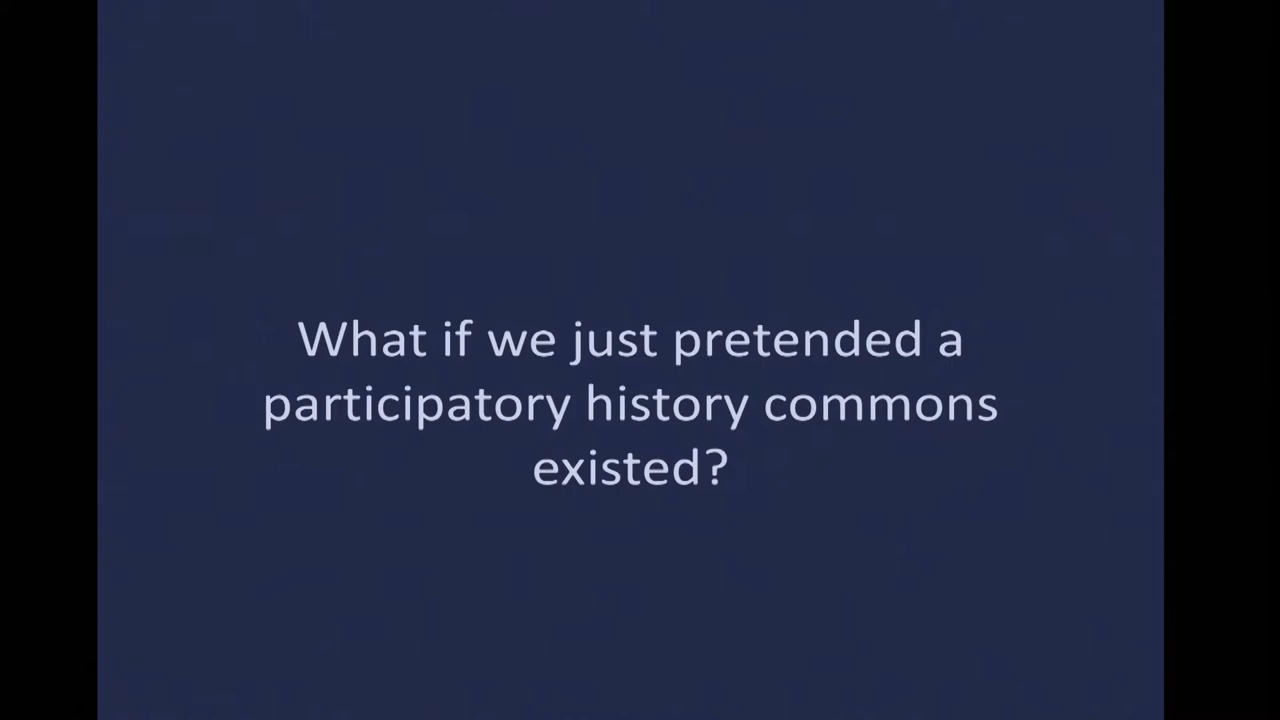 What if we just pretended a
participatory history commons
existed?